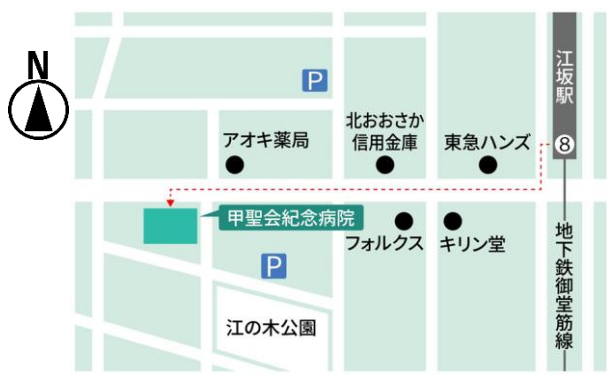 N
P
江坂駅
北おおさか
信用金庫
アオキ薬局
東急ハンズ
8
甲聖会紀念病院
フォルクス
キリン堂
地下鉄御堂筋線
P
江の木公園